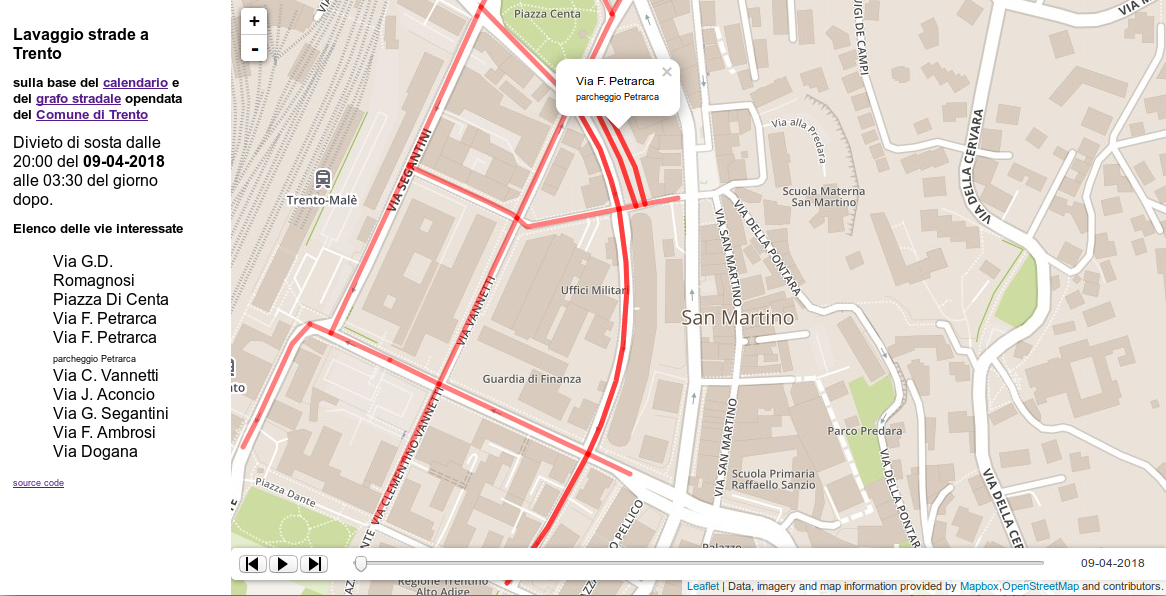 Lavaggio strade a
Trento
sulla base del calendario e
del grafo stradale opendata
del Comune di Trento
Divieto di sosta dalle
20:00 del 09-04-2018
alle 03:30 del giorno
dopo.
Elenco delle vie interessate
Via G.D.
Romagnosi
Piazza Di Centa
Via F. Petrarca
Via F. Petrarca
parcheggio Petrarca
Via C. Vannetti
Via J. Aconcio
Via G. Segantini
Via F. Ambrosi
Via Dogana
source code
+
-
Piazza Centa
Via F. Petrarca
×
parcheggio Petrarca
VIA SEGANTINI
Trento-Malè
VIA VANNETTI
Uffici Militari
Guardia di Finanza
VIA CLEMENTINO VANNETTI
Piazza Dante
LUIGI DE CAMPI
Via alla Predara
Scuola Materna
San Martino
VIA DELLA CERVARA
VIA SAN MARTINO
VIA DELLA PONTARA
San Martino
Parco Predara
VIA SAN MARTINO
Scuola Primaria
Raffaello Sanzio
VIA DELLA PONTAR
VIA DELLA CER
O PELLICO
Palazzo
Regione Trentino
Alto Adige
09-04-2018
Leaflet | Data, imagery and map information provided by Mapbox,OpenStreetMap and contributors.